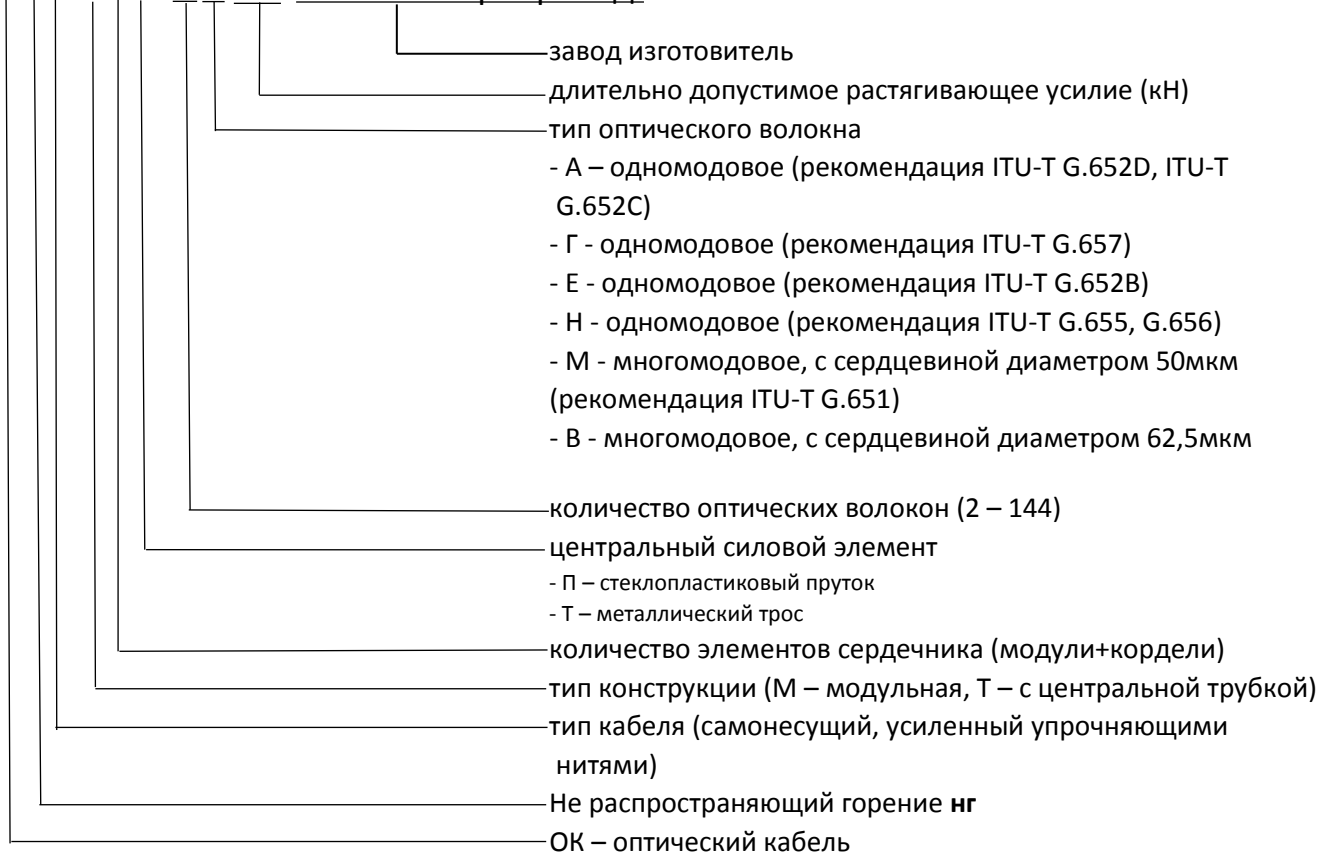 завод изготовитель
длительно допустимое растягивающее усилие (кН)
тип оптического волокна
- А – одномодовое (рекомендация ITU-T G.652D, ITU-T
G.652C)
- Г - одномодовое (рекомендация ITU-T G.657)
- Е - одномодовое (рекомендация ITU-T G.652B)
- Н - одномодовое (рекомендация ITU-T G.655, G.656)
- М - многомодовое, с сердцевиной диаметром 50мкм
(рекомендация ITU-T G.651)
- В - многомодовое, с сердцевиной диаметром 62,5мкм
количество оптических волокон (2 – 144)
центральный силовой элемент
- П – стеклопластиковый пруток
- Т – металлический трос
количество элементов сердечника (модули+кордели)
тип конструкции (М – модульная, Т – с центральной трубкой)
тип кабеля (самонесущий, усиленный упрочняющими
нитями)
Не распространяющий горение нг
ОК – оптический кабель